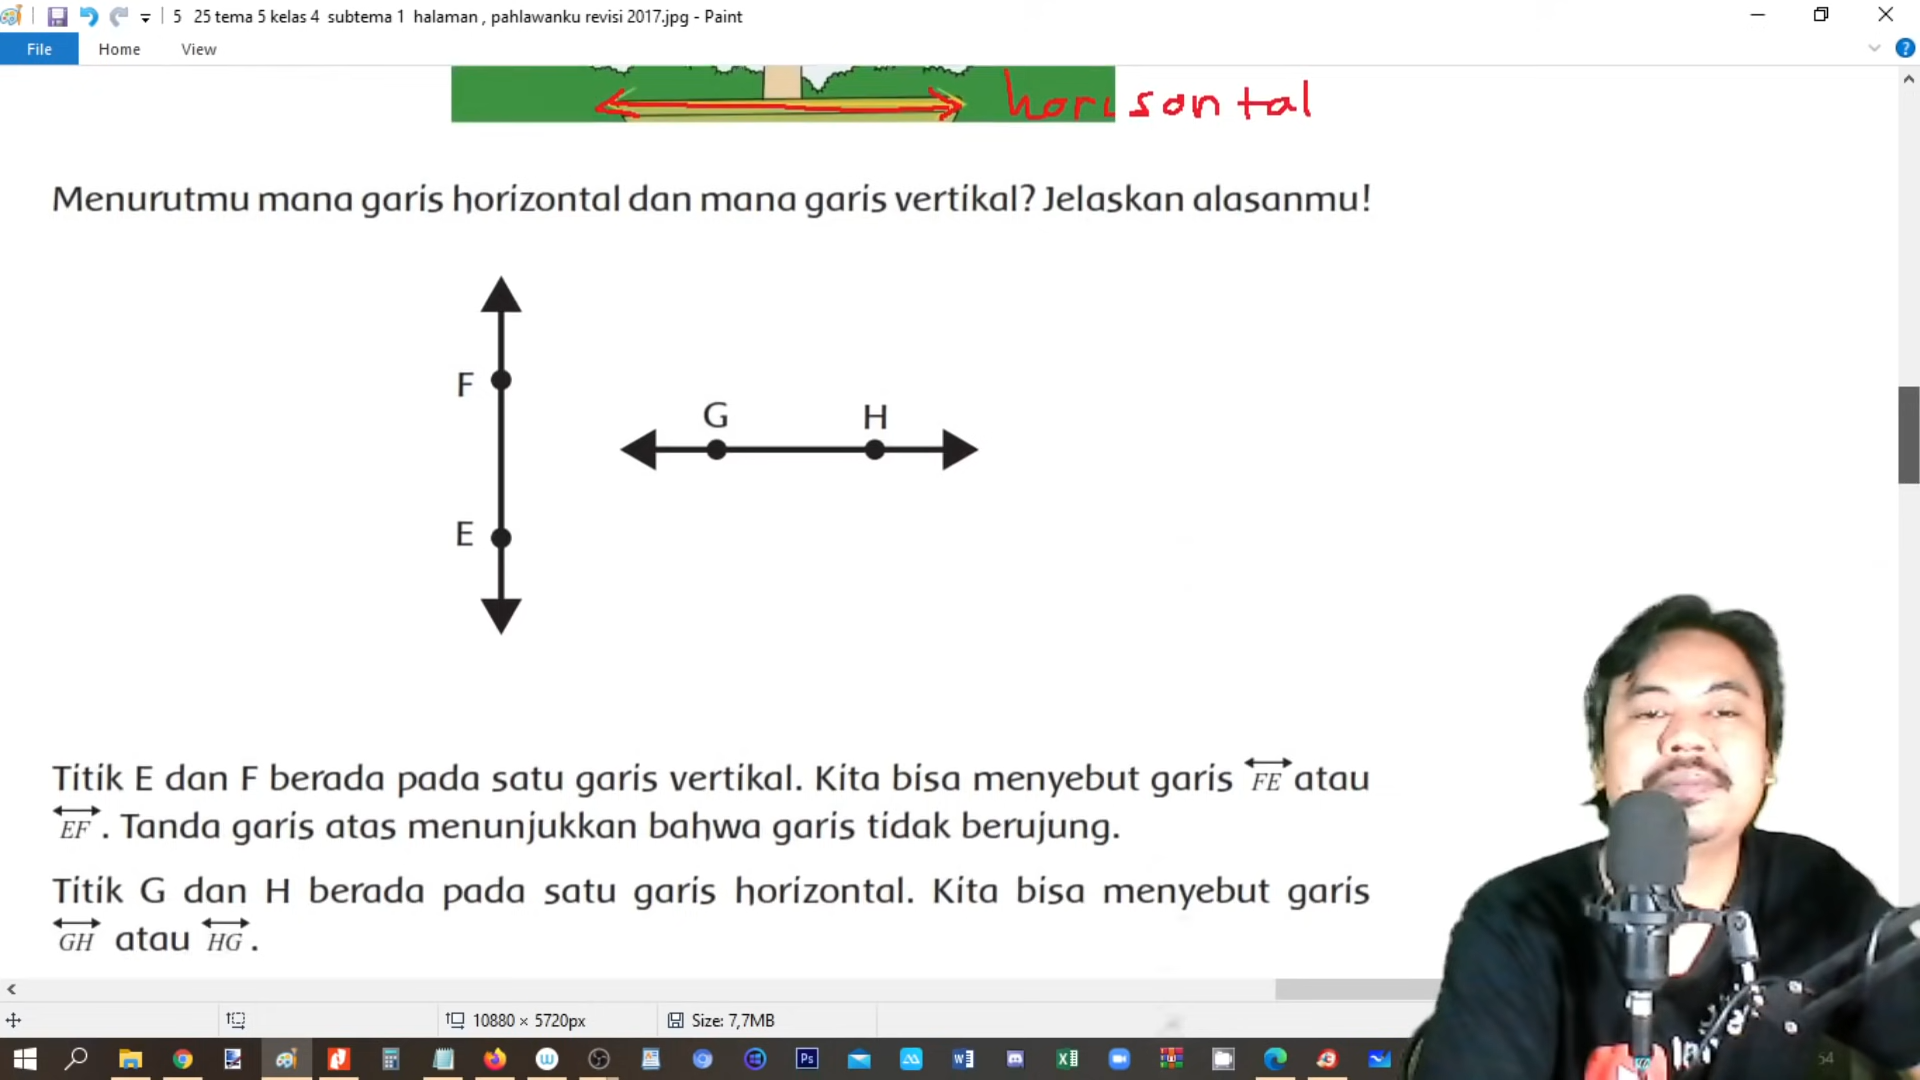 5 25 tema 5 kelas 4 subtema 1 halaman , pahlawanku revisi 2017.jpg - Paint
File Home View
horisontal
Menurutmu mana garis horizontal dan mana garis vertikal? Jelaskan alasanmu!
F
G H
E
Titik E dan F berada pada satu garis vertikal. Kita bisa menyebut garis FE atau
EF . Tanda garis atas menunjukkan bahwa garis tidak berujung.
Titik G dan H berada pada satu garis horizontal. Kita bisa menyebut garis
GH atau HG .
10880 × 5720px Size: 7,7MB
54